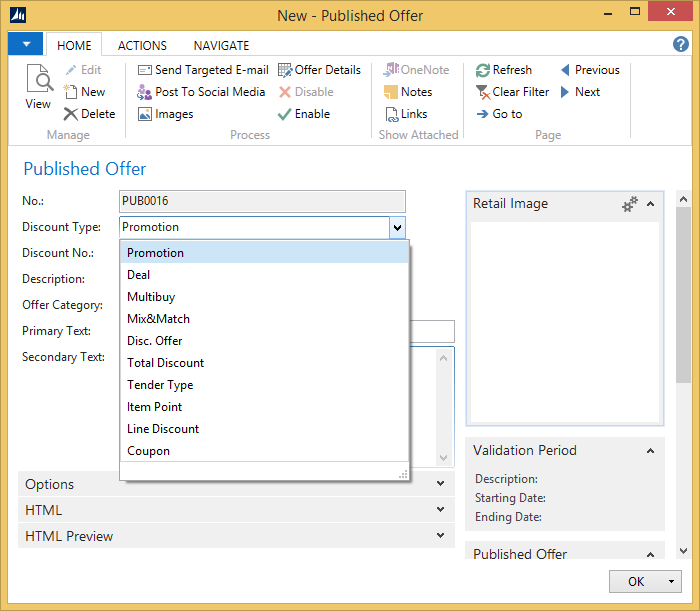 New - Published Offer
HOME ACTIONS NAVIGATE
View
Edit
New
Delete
Manage
Send Targeted E-mail
Post To Social Media
Images
Offer Details
Disable
Enable
Process
OneNote
Notes
Links
Show Attached
Refresh
Clear Filter
Go to
Previous
Next
Page
Published Offer
No.: PUB0016
Discount Type: Promotion
Discount No.:
Description:
Offer Category:
Primary Text:
Secondary Text:
Promotion
Deal
Multibuy
Mix&Match
Disc. Offer
Total Discount
Tender Type
Item Point
Line Discount
Coupon
Options
HTML
HTML Preview
Retail Image
Validation Period
Description:
Starting Date:
Ending Date:
Published Offer
OK